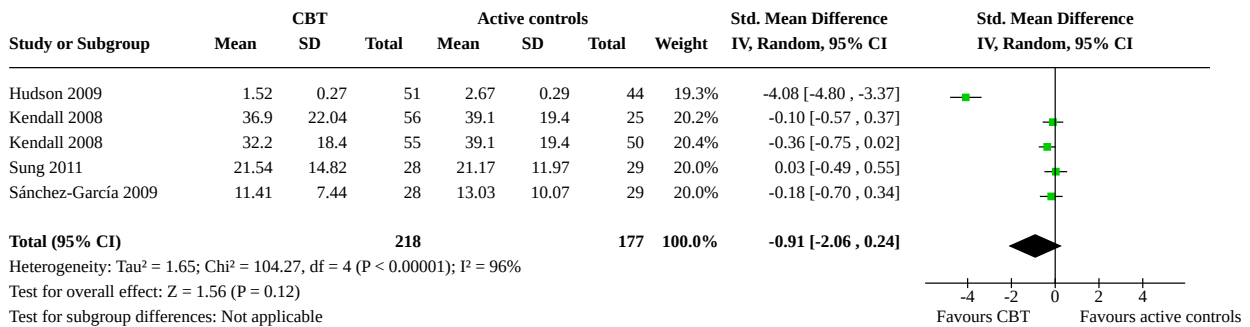 CBT Active controls Std. Mean Difference Std. Mean Difference
Study or Subgroup Mean SD Total Mean SD Total Weight IV, Random, 95% CI IV, Random, 95% CI
Hudson 2009 1.52 0.27 51 2.67 0.29 44 19.3% -4.08 [-4.80 , -3.37]
Kendall 2008 36.9 22.04 56 39.1 19.4 25 20.2% -0.10 [-0.57 , 0.37]
Kendall 2008 32.2 18.4 55 39.1 19.4 50 20.4% -0.36 [-0.75 , 0.02]
Sung 2011 21.54 14.82 28 21.17 11.97 29 20.0% 0.03 [-0.49 , 0.55]
Sánchez-García 2009 11.41 7.44 28 13.03 10.07 29 20.0% -0.18 [-0.70 , 0.34]
Total (95% CI) 218 177 100.0% -0.91 [-2.06 , 0.24]
Heterogeneity: Tau² = 1.65; Chi² = 104.27, df = 4 (P < 0.00001); I² = 96%
Test for overall effect: Z = 1.56 (P = 0.12)
Test for subgroup differences: Not applicable
-4 -2 0 2 4
Favours CBT Favours active controls